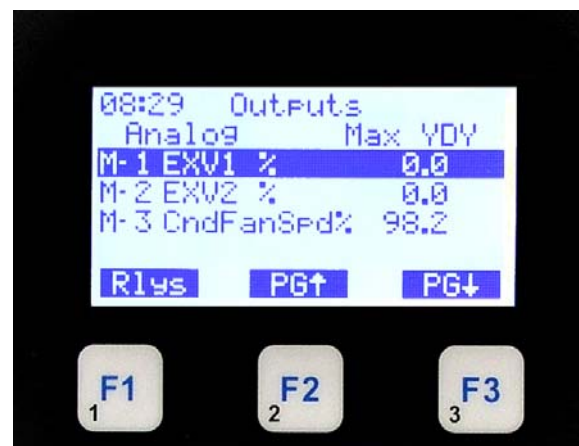 08:29 Outputs
Analog Max YDY
M- 1 EXV1 % 0.0
M- 2 EXV2 % 0.0
M- 3 CndFanSpd% 98.2
Rlys PG↑ PG↓
F1 F2 F3
1 2 3